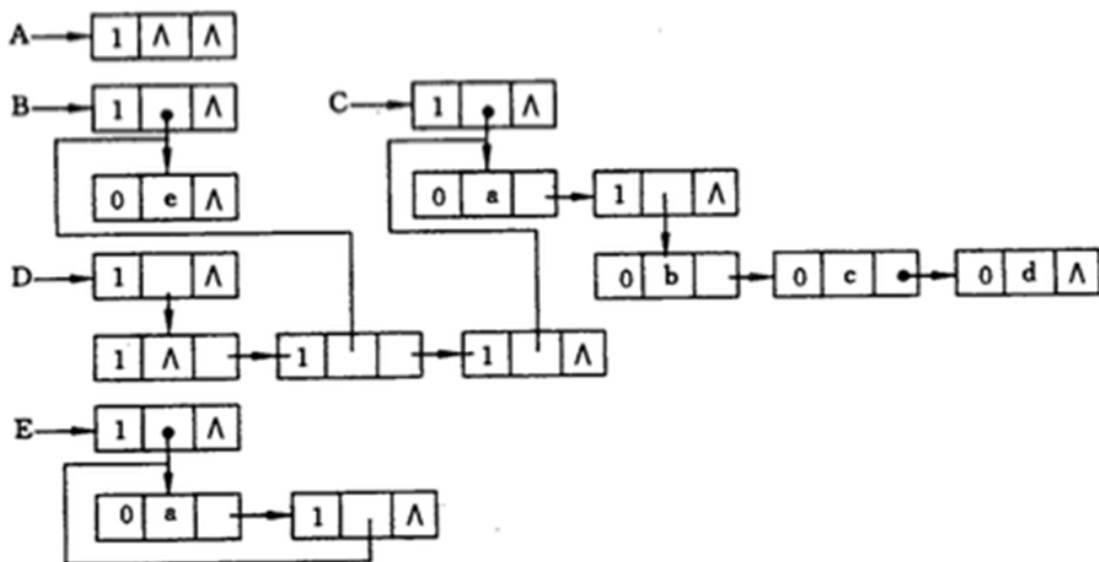 A 1 ∧ ∧
B 1 ∧ C 1 ∧
0 e ∧ 0 a 1 ∧
D 1 ∧ 0 b 0 c 0 d ∧
1 ∧ 1 1 ∧
E 1 ∧
0 a 1 ∧